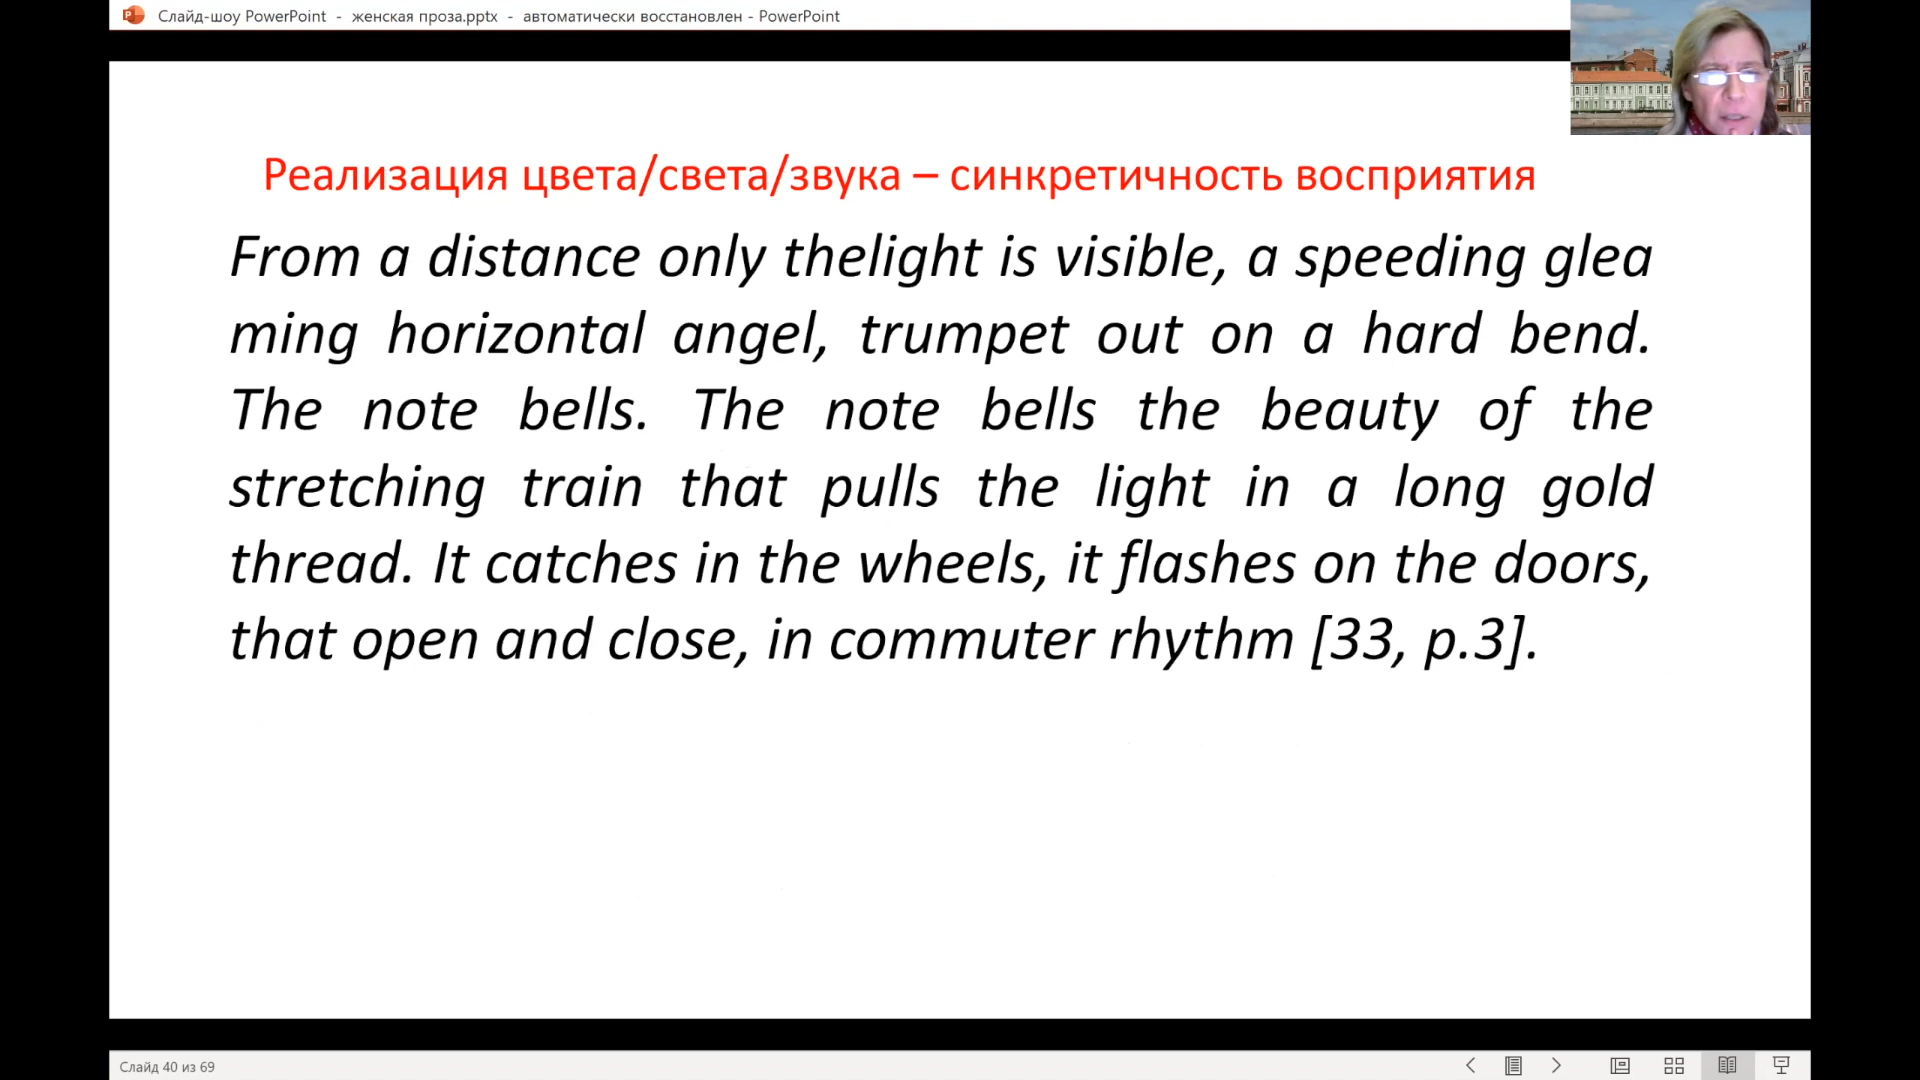 Слайд-шоу PowerPoint - женская проза.pptx - автоматически восстановлен - PowerPoint
Реализация цвета/света/звука – синкретичность восприятия
From a distance only thelight is visible, a speeding glea
ming horizontal angel, trumpet out on a hard bend.
The note bells. The note bells the beauty of the
stretching train that pulls the light in a long gold
thread. It catches in the wheels, it flashes on the doors,
that open and close, in commuter rhythm [33, p.3].
Слайд 40 из 69